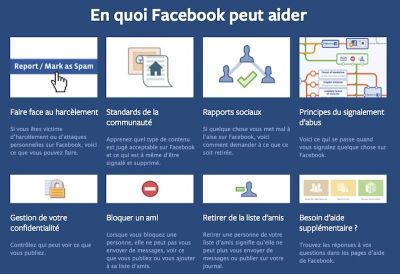 En quoi Facebook peut aider
Report / Mark as Spam
Faire face au harcèlement
Si vous êtes victime
d'harcèlement ou d'attaques
personnelles sur Facebook, voici
ce que vous pouvez faire.
Standards de la
communauté
Apprenez quel type de contenu
est jugé acceptable sur Facebook
et ce qui est à même d'être
signalé et supprimé.
Rapports sociaux
Si quelque chose vous met mal à
l'aise sur Facebook, voici
comment demander à ce que ce
soit retiré.
Principes du signalement
d'abus
Voici ce qui se passe quand
vous signalez quelque chose sur
Facebook.
Gestion de votre
confidentialité
Contrôlez qui peut voir ce que
vous publiez.
Bloquer un ami
Lorsque vous bloquez une
personne, elle ne peut pas vous
envoyer de messages, voir ce
que vous publiez ou vous ajouter
à sa liste d'amis.
Retirer de la liste d'amis
Retirer une personne de votre
liste d'amis signifie qu'elle ne
peut plus vous envoyer de
messages ou publier sur votre
journal.
Besoin d'aide
supplémentaire ?
Trouvez les réponses à vos
questions dans les pages d'aide
de Facebook.